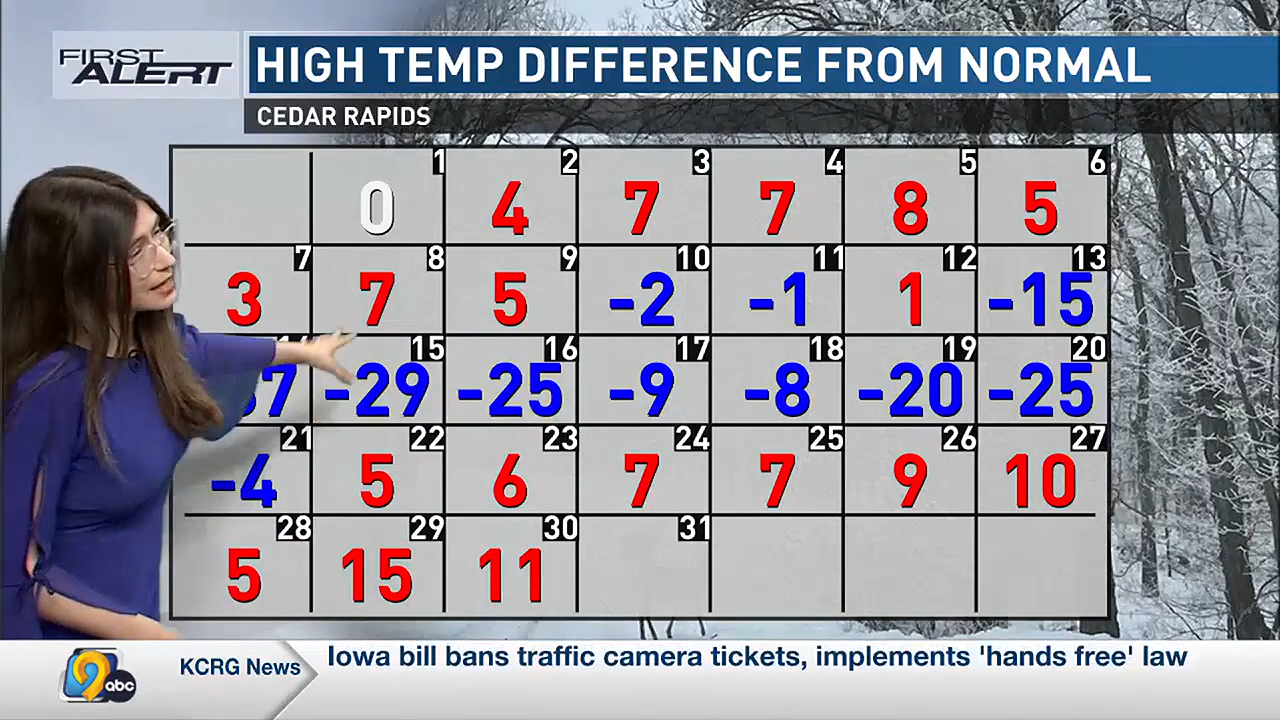 FIRST
ALERT
HIGH TEMP DIFFERENCE FROM NORMAL
CEDAR RAPIDS
1 2 3 4 5 6
0 4 7 7 8 5
7 8 9 10 11 12 13
3 7 5 -2 -1 1 -15
15 16 17 18 19 20
7 -29 -25 -9 -8 -20 -25
21 22 23 24 25 26 27
-4 5 6 7 7 9 10
28 29 30 31
5 15 11
9 abc
KCRG News
Iowa bill bans traffic camera tickets, implements 'hands free' law